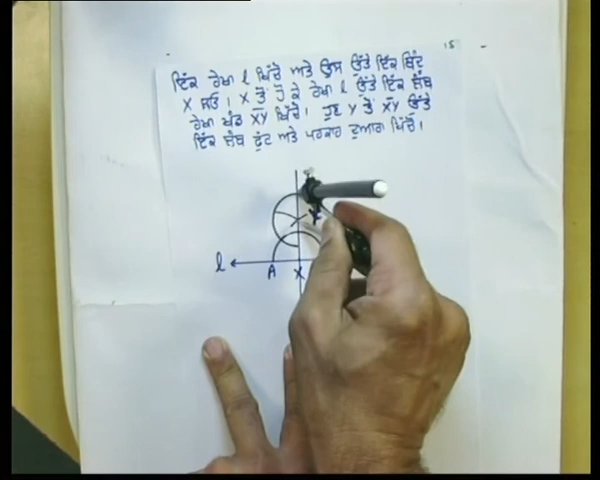 15
ਇੱਕ ਰੇਖਾ l ਖਿੱਚੋ ਅਤੇ ਉਸ ਉੱਤੇ ਇੱਕ ਬਿੰਦੂ
X ਲਓ। X ਤੋਂ ਹੋ ਕੇ ਰੇਖਾ l ਉੱਤੇ ਇੱਕ ਲੰਬ
ਰੇਖਾ ਖੰਡ XY ਖਿੱਚੋ। ਹੁਣ Y ਤੋਂ XY ਉੱਤੇ
ਇੱਕ ਲੰਬ ਫੁੱਟ ਅਤੇ ਪਰਕਾਰ ਦੁਆਰਾ ਖਿੱਚੋ।
Y
l A X